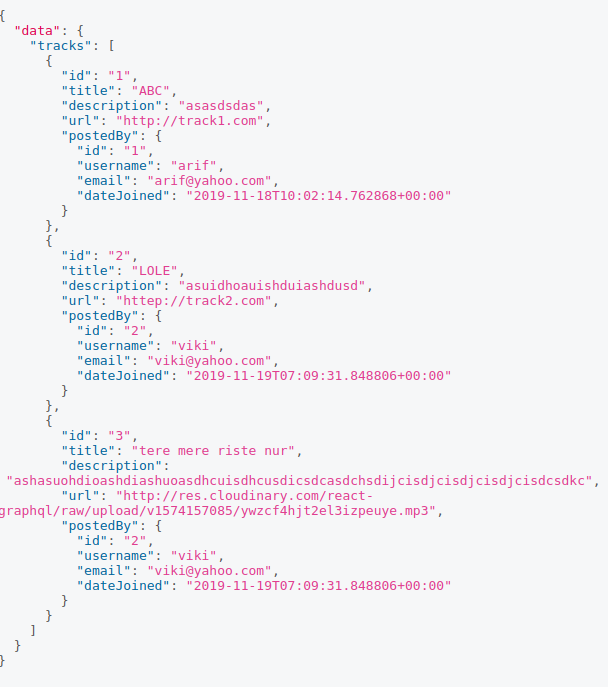 {
"data": {
"tracks": [
{
"id": "1",
"title": "ABC",
"description": "asasdsdas",
"url": "http://track1.com",
"postedBy": {
"id": "1",
"username": "arif",
"email": "arif@yahoo.com",
"dateJoined": "2019-11-18T10:02:14.762868+00:00"
}
},
{
"id": "2",
"title": "LOLE",
"description": "asuidhoauishduiashdusd",
"url": "httep://track2.com",
"postedBy": {
"id": "2",
"username": "viki",
"email": "viki@yahoo.com",
"dateJoined": "2019-11-19T07:09:31.848806+00:00"
}
},
{
"id": "3",
"title": "tere mere riste nur",
"description":
"ashasuohdioashdiashuoasdhcuisdhcusdicsdcasdchsdijcisdjcisdjcisdjcisdcsdkc",
"url": "http://res.cloudinary.com/react-
graphql/raw/upload/v1574157085/ywzcf4hjt2el3izpeuye.mp3",
"postedBy": {
"id": "2",
"username": "viki",
"email": "viki@yahoo.com",
"dateJoined": "2019-11-19T07:09:31.848806+00:00"
}
}
]
}
}